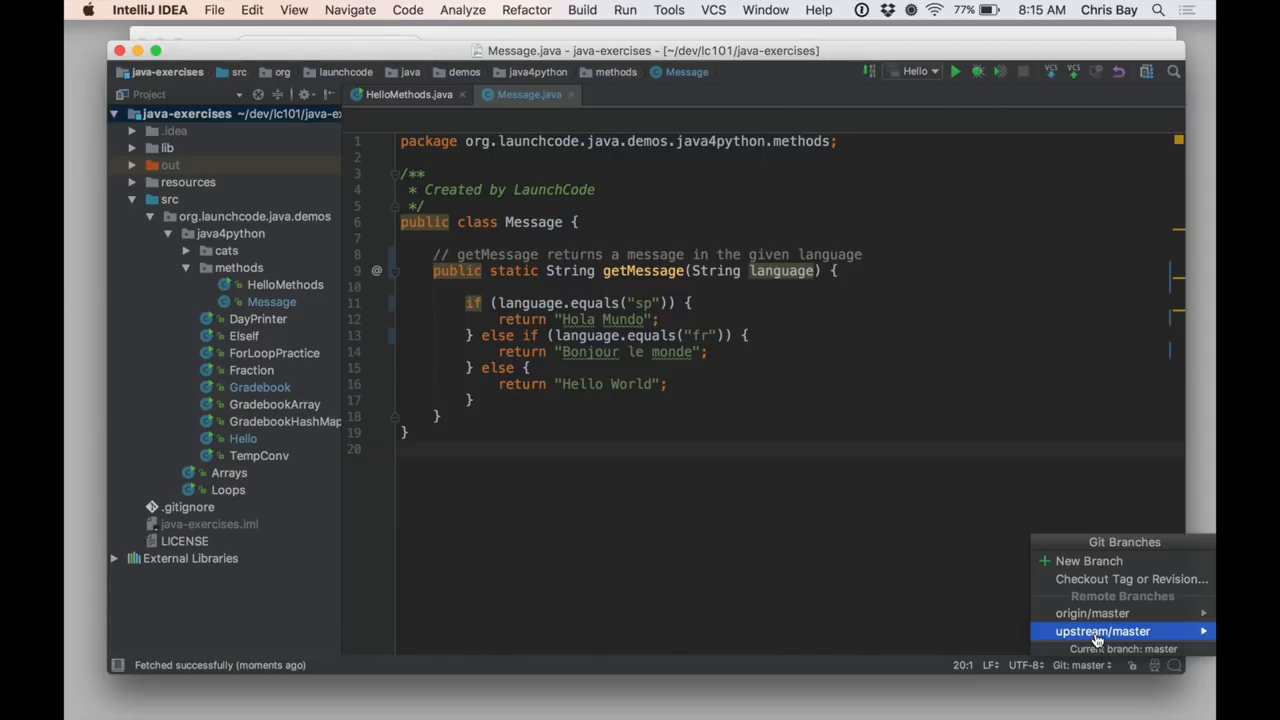 IntelliJ IDEA File Edit View Navigate Code Analyze Refactor Build Run Tools VCS Window Help 77% 8:15 AM Chris Bay
Message.java - java-exercises - [~/dev/lc101/java-exercises]
java-exercises src org launchcode java demos java4python methods Message Hello VCS VCS
Project
HelloMethods.java Message.java
java-exercises ~/dev/lc101/java-ex
.idea
lib
out
resources
src
org.launchcode.java.demos
java4python
cats
methods
HelloMethods
Message
DayPrinter
ElseIf
ForLoopPractice
Fraction
Gradebook
GradebookArray
GradebookHashMap
Hello
TempConv
Arrays
Loops
.gitignore
java-exercises.iml
LICENSE
External Libraries
1 package org.launchcode.java.demos.java4python.methods;
2
3 /**
4 * Created by LaunchCode
5 */
6 public class Message {
7
8 // getMessage returns a message in the given language
9 @ public static String getMessage(String language) {
10
11 if (language.equals("sp")) {
12 return "Hola Mundo";
13 } else if (language.equals("fr")) {
14 return "Bonjour le monde";
15 } else {
16 return "Hello World";
17 }
18 }
19 }
20
Git Branches
New Branch
Checkout Tag or Revision...
Remote Branches
origin/master
upstream/master
Current branch: master
Fetched successfully (moments ago) 20:1 LF UTF-8 Git: master